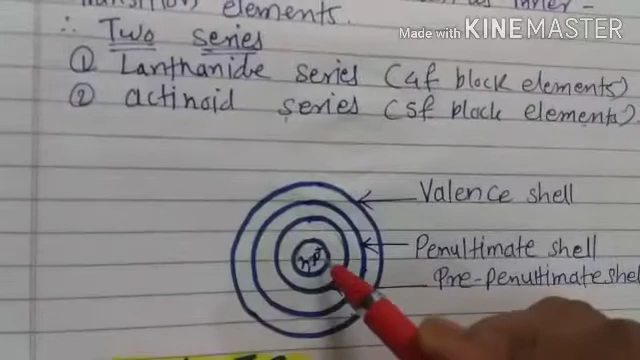 elements.
Made with KINEMASTER
∴ Two series
① Lanthanide series (4f block elements)
② actinoid series (5f block elements).
Valence shell
Penultimate shell
Pre-penultimate shel